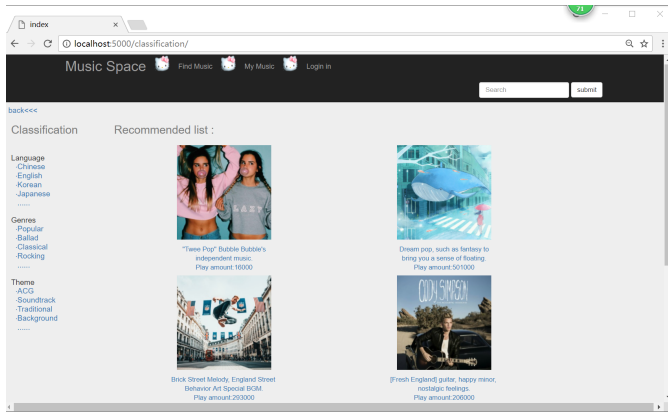 index
localhost:5000/classification/
Music Space Find Music My Music Login in
Search submit
back<<<
Classification
Recommended list :
Language
·Chinese
·English
·Korean
·Japanese
......
Genres
·Popular
·Ballad
·Classical
·Rocking
......
Theme
·ACG
·Soundtrack
·Traditional
·Background
......
"Twee Pop" Bubble Bubble's
independent music.
Play amount:16000
Dream pop, such as fantasy to
bring you a sense of floating.
Play amount:501000
Brick Street Melody, England Street
Behavior Art Special BGM.
Play amount:293000
CODY SIMPSON
[Fresh England] guitar, happy minor,
nostalgic feelings.
Play amount:206000